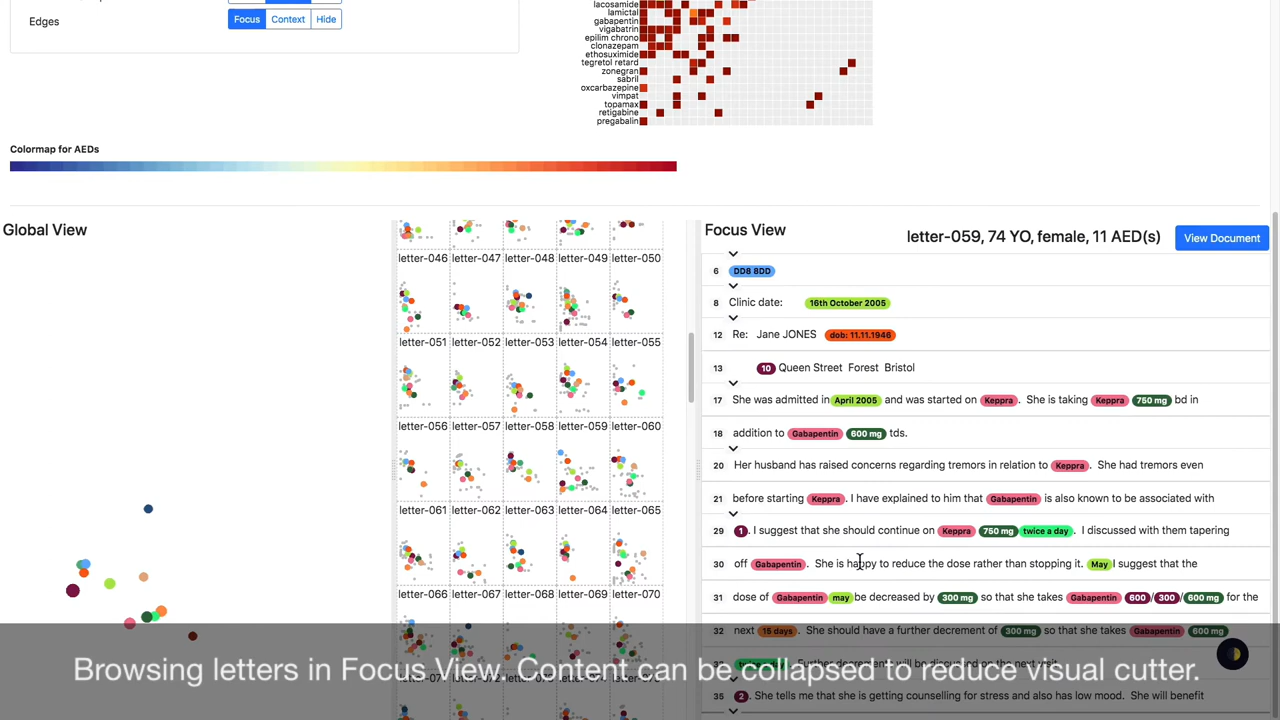 Edges
Focus
Context
Hide
lacosamide
lamictal
gabapentin
vigabatrin
epilim chrono
clonazepam
ethosuximide
tegretol retard
zonegran
sabril
oxcarbazepine
vimpat
topamax
retigabine
pregabalin
Colormap for AEDs
Global View
letter-046 letter-047 letter-048 letter-049 letter-050
letter-051 letter-052 letter-053 letter-054 letter-055
letter-056 letter-057 letter-058 letter-059 letter-060
letter-061 letter-062 letter-063 letter-064 letter-065
letter-066 letter-067 letter-068 letter-069 letter-070
Focus View
letter-059, 74 YO, female, 11 AED(s)
View Document
6 DD8 8DD
8 Clinic date: 16th October 2005
12 Re: Jane JONES dob: 11.11.1946
13 10 Queen Street Forest Bristol
17 She was admitted in April 2005 and was started on Keppra. She is taking Keppra 750 mg bd in
18 addition to Gabapentin 600 mg tds.
20 Her husband has raised concerns regarding tremors in relation to Keppra. She had tremors even
21 before starting Keppra. I have explained to him that Gabapentin is also known to be associated with
29 1. I suggest that she should continue on Keppra 750 mg twice a day. I discussed with them tapering
30 off Gabapentin. She is happy to reduce the dose rather than stopping it. May I suggest that the
31 dose of Gabapentin may be decreased by 300 mg so that she takes Gabapentin 600/300/600 mg for the
32 next 15 days. She should have a further decrement of 300 mg so that she takes Gabapentin 600 mg
35 2. She tells me that she is getting counselling for stress and also has low mood. She will benefit
Browsing letters in Focus View. Content can be collapsed to reduce visual cutter.